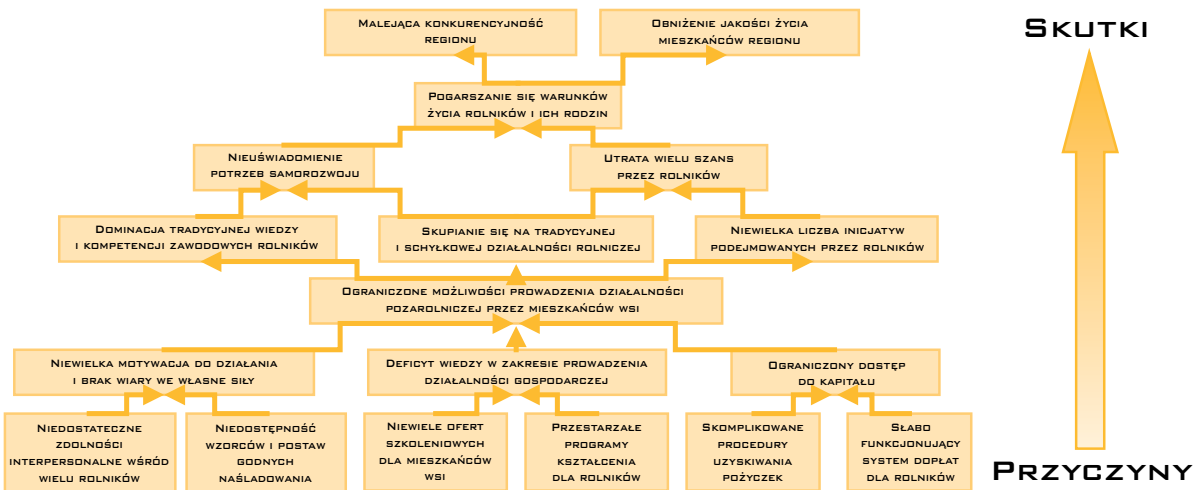 Malejąca konkurencyjność
regionu
Obniżenie jakości życia
mieszkańców regionu
Skutki
Pogarszanie się warunków
życia rolników i ich rodzin
Nieuświadomienie
potrzeb samorozwoju
Utrata wielu szans
przez rolników
Dominacja tradycyjnej wiedzy
i kompetencji zawodowych rolników
Skupianie się na tradycyjnej
i schyłkowej działalności rolniczej
Niewielka liczba inicjatyw
podejmowanych przez rolników
Ograniczone możliwości prowadzenia działalności
pozarolniczej przez mieszkańców wsi
Niewielka motywacja do działania
i brak wiary we własne siły
Deficyt wiedzy w zakresie prowadzenia
działalności gospodarczej
Ograniczony dostęp
do kapitału
Niedostateczne
zdolności
interpersonalne wśród
wielu rolników
Niedostępność
wzorców i postaw
godnych
naśladowania
Niewiele ofert
szkoleniowych
dla mieszkańców
wsi
Przestarzałe
programy
kształcenia
dla rolników
Skomplikowane
procedury
uzyskiwania
pożyczek
Słabo
funkcjonujący
system dopłat
dla rolników
Przyczyny